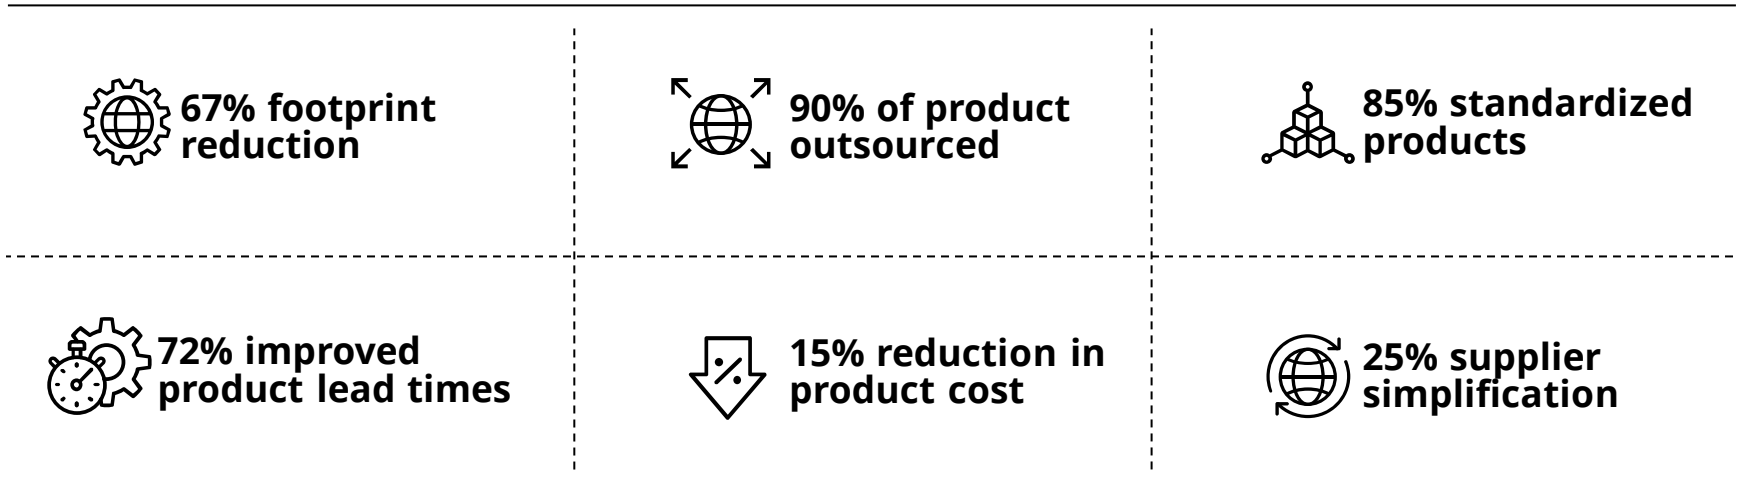 67% footprint
reduction
90% of product
outsourced
85% standardized
products
72% improved
product lead times
15% reduction in
product cost
25% supplier
simplification